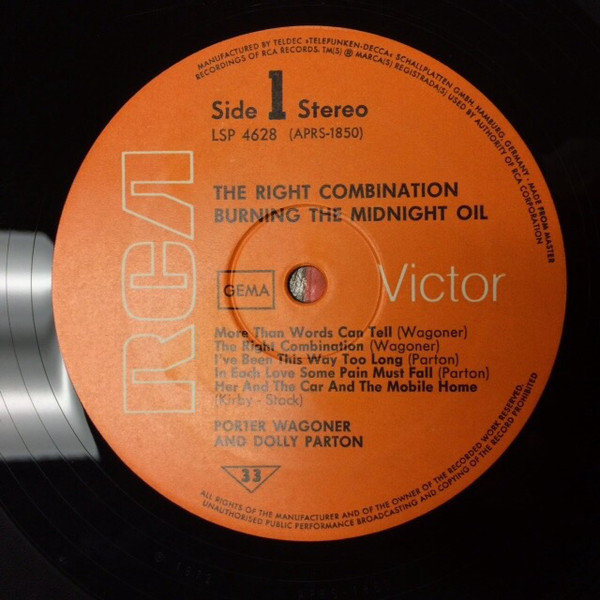 MANUFACTURED BY TELDEC »TELEFUNKEN-DECCA« SCHALLPLATTEN GMBH, HAMBURG, GERMANY - MADE FROM MASTER
RECORDINGS OF RCA RECORDS. TM(S) ® MARCA(S) REGISTRADA(S) USED BY AUTHORITY OF RCA CORPORATION
Side 1 Stereo
LSP 4628 (APRS-1850)
RCA
THE RIGHT COMBINATION
BURNING THE MIDNIGHT OIL
GEMA
Victor
More Than Words Can Tell (Wagoner)
The Right Combination (Wagoner)
I've Been This Way Too Long (Parton)
In Each Love Some Pain Must Fall (Parton)
Her And The Car And The Mobile Home
(Kirby - Stack)
PORTER WAGONER
AND DOLLY PARTON
33
ALL RIGHTS OF THE MANUFACTURER AND OF THE OWNER OF THE RECORDED WORK RESERVED.
UNAUTHORISED PUBLIC PERFORMANCE BROADCASTING AND COPYING OF THE RECORD PROHIBITED